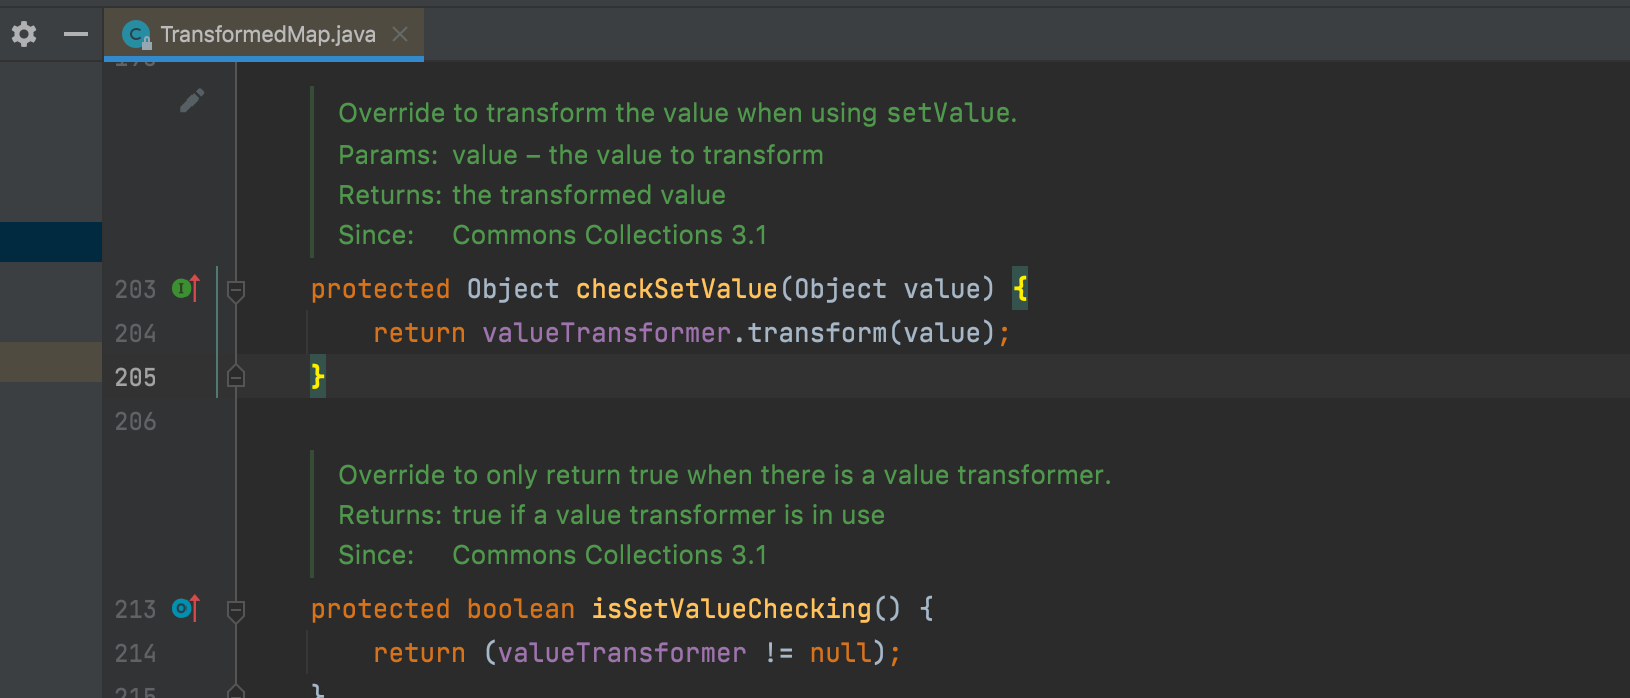 TransformedMap.java
Override to transform the value when using setValue.
Params: value – the value to transform
Returns: the transformed value
Since: Commons Collections 3.1
203 protected Object checkSetValue(Object value) {
204 return valueTransformer.transform(value);
205 }
206
Override to only return true when there is a value transformer.
Returns: true if a value transformer is in use
Since: Commons Collections 3.1
213 protected boolean isSetValueChecking() {
214 return (valueTransformer != null);
215 }